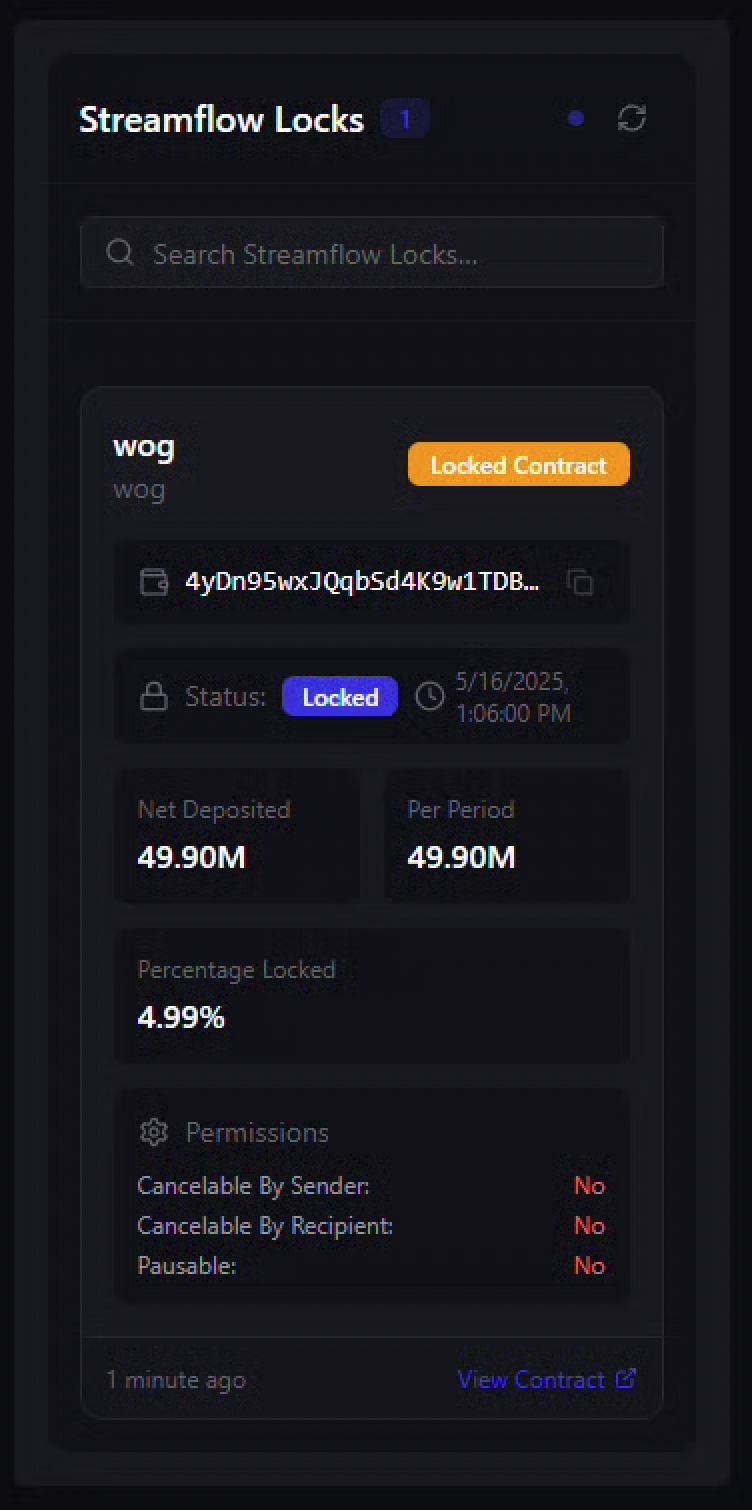 Streamflow Locks 1
Search Streamflow Locks...
wog
Locked Contract
wog
4yDn95wxJQqbSd4K9w1TDB...
Status: Locked 5/16/2025,
1:06:00 PM
Net Deposited
49.90M
Per Period
49.90M
Percentage Locked
4.99%
Permissions
Cancelable By Sender: No
Cancelable By Recipient: No
Pausable: No
1 minute ago View Contract